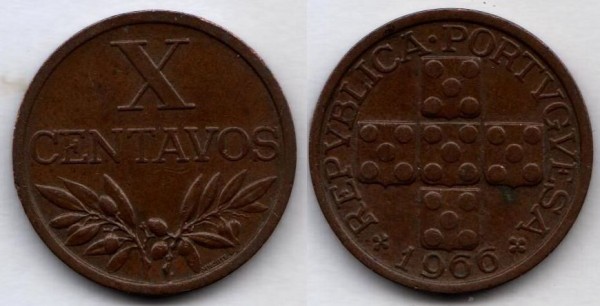 X
CENTAVOS
REPVBLICA·PORTVGVESA
1966